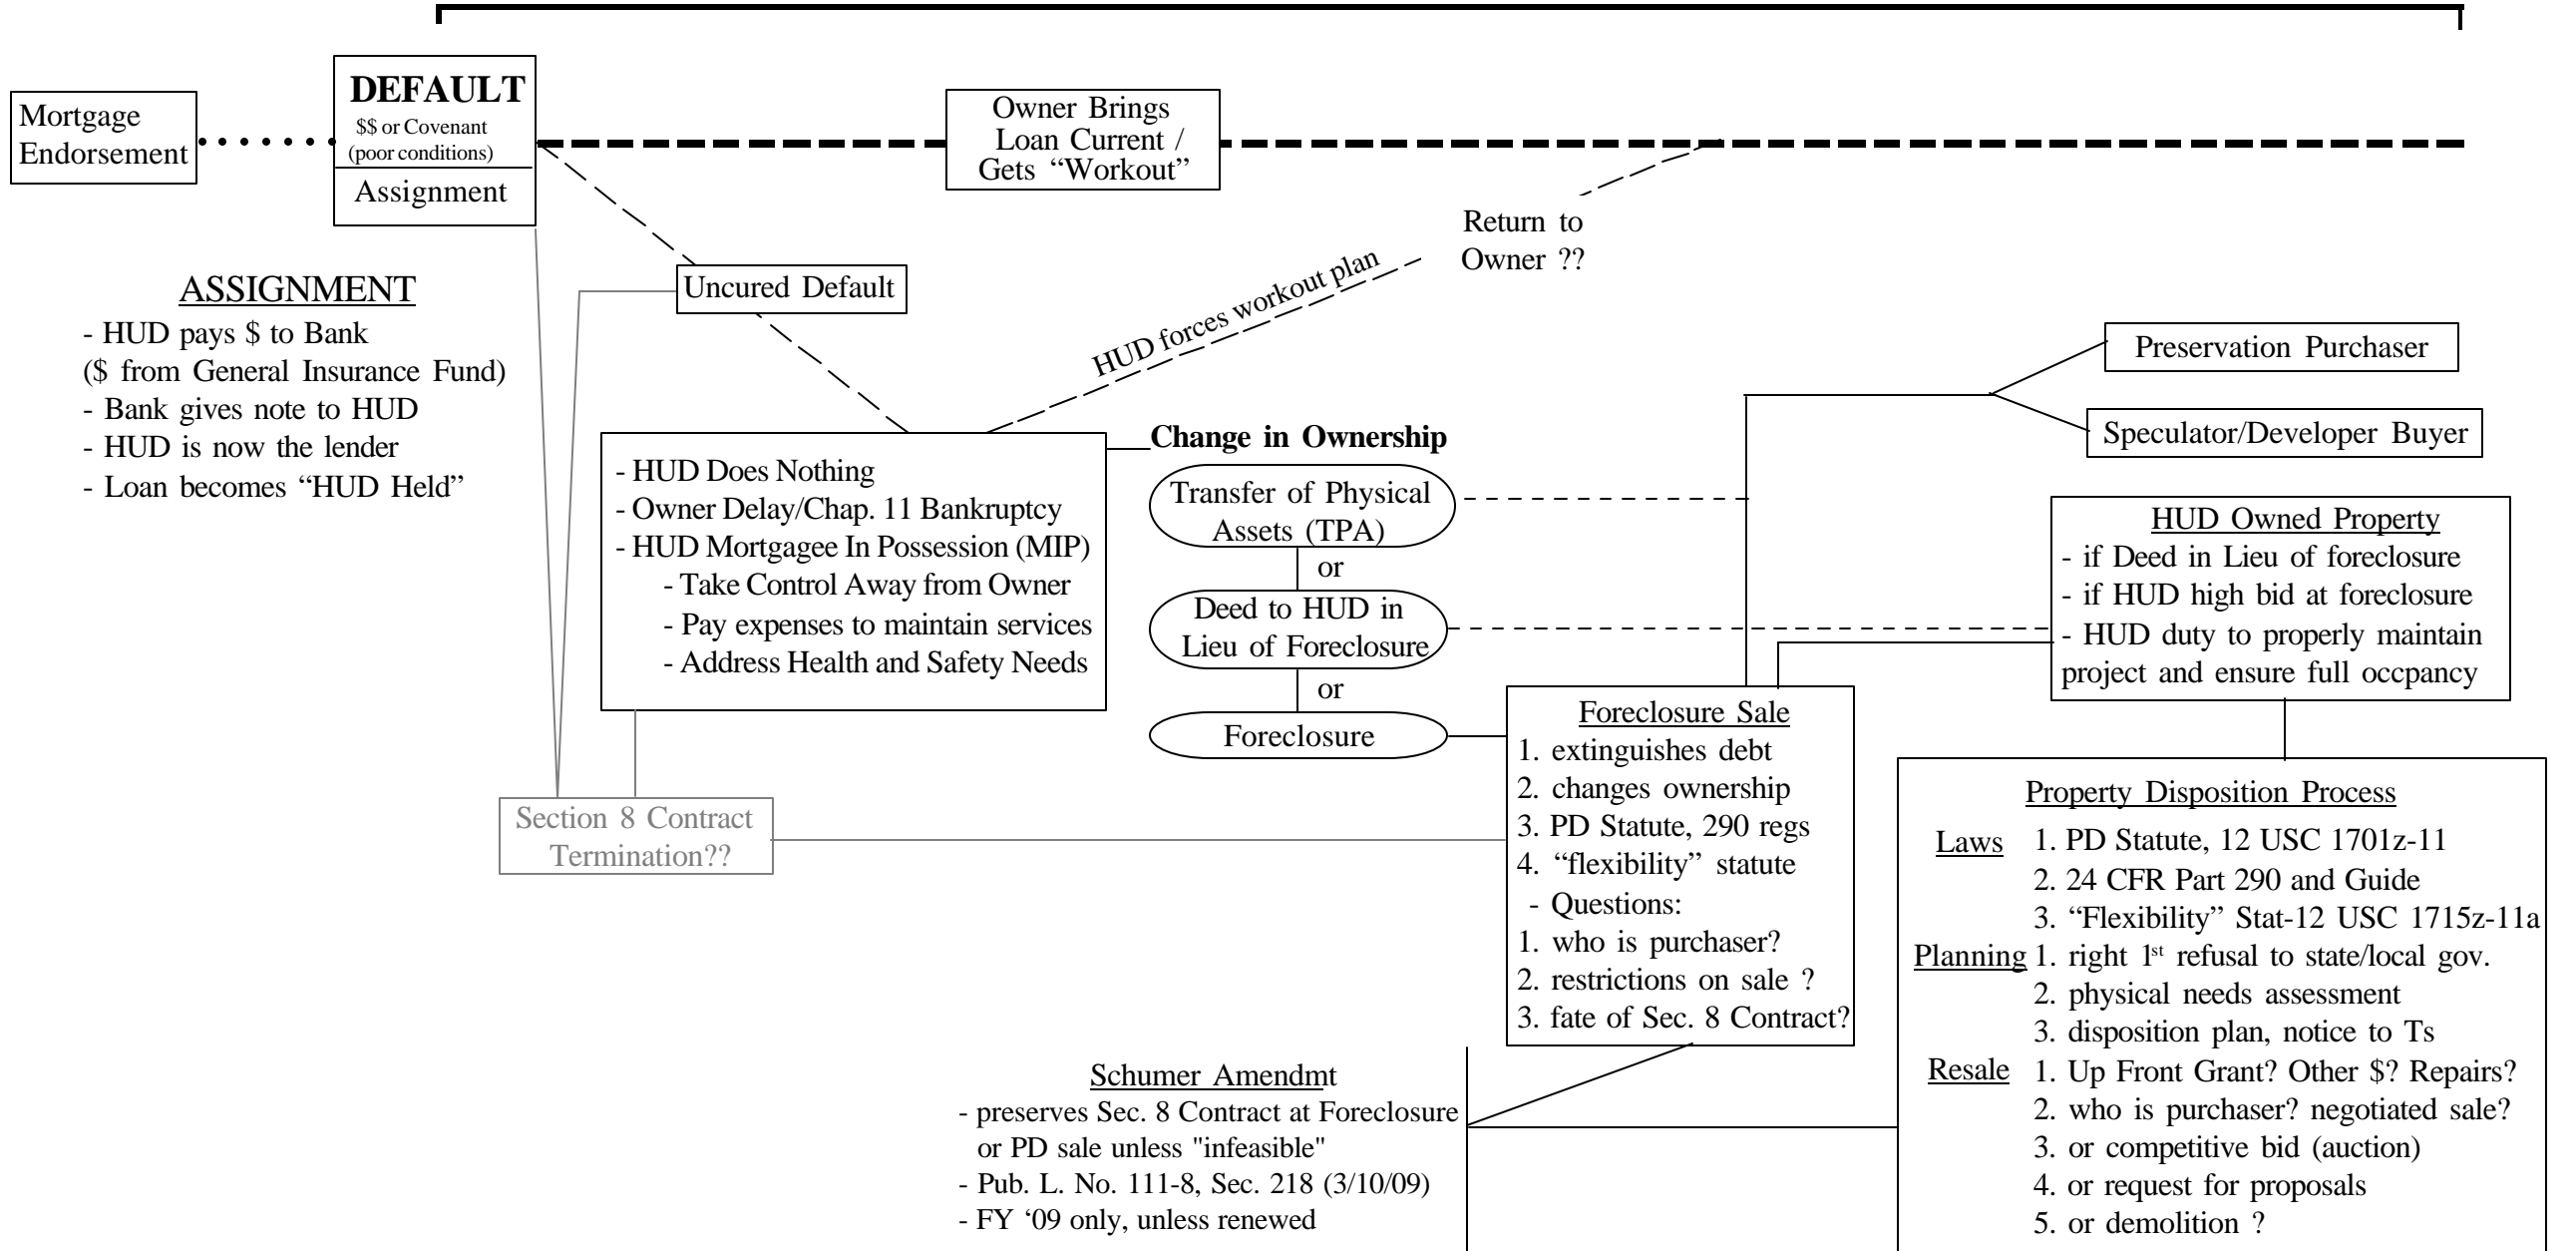 Mortgage
Endorsement
DEFAULT
$$ or Covenant
(poor conditions)
Assignment
Owner Brings
Loan Current /
Gets “Workout”
ASSIGNMENT
- HUD pays $ to Bank
($ from General Insurance Fund)
- Bank gives note to HUD
- HUD is now the lender
- Loan becomes “HUD Held”
Uncured Default
HUD forces workout plan
Return to
Owner ??
- HUD Does Nothing
- Owner Delay/Chap. 11 Bankruptcy
- HUD Mortgagee In Possession (MIP)
- Take Control Away from Owner
- Pay expenses to maintain services
- Address Health and Safety Needs
Change in Ownership
Transfer of Physical
Assets (TPA)
or
Deed to HUD in
Lieu of Foreclosure
or
Foreclosure
Preservation Purchaser
Speculator/Developer Buyer
HUD Owned Property
- if Deed in Lieu of foreclosure
- if HUD high bid at foreclosure
- HUD duty to properly maintain
project and ensure full occpancy
Section 8 Contract
Termination??
Foreclosure Sale
1. extinguishes debt
2. changes ownership
3. PD Statute, 290 regs
4. “flexibility” statute
- Questions:
1. who is purchaser?
2. restrictions on sale ?
3. fate of Sec. 8 Contract?
Property Disposition Process
Laws 1. PD Statute, 12 USC 1701z-11
2. 24 CFR Part 290 and Guide
3. “Flexibility” Stat-12 USC 1715z-11a
Planning 1. right 1st refusal to state/local gov.
2. physical needs assessment
3. disposition plan, notice to Ts
Resale 1. Up Front Grant? Other $? Repairs?
2. who is purchaser? negotiated sale?
3. or competitive bid (auction)
4. or request for proposals
5. or demolition ?
Schumer Amendmt
- preserves Sec. 8 Contract at Foreclosure
or PD sale unless "infeasible"
- Pub. L. No. 111-8, Sec. 218 (3/10/09)
- FY ‘09 only, unless renewed